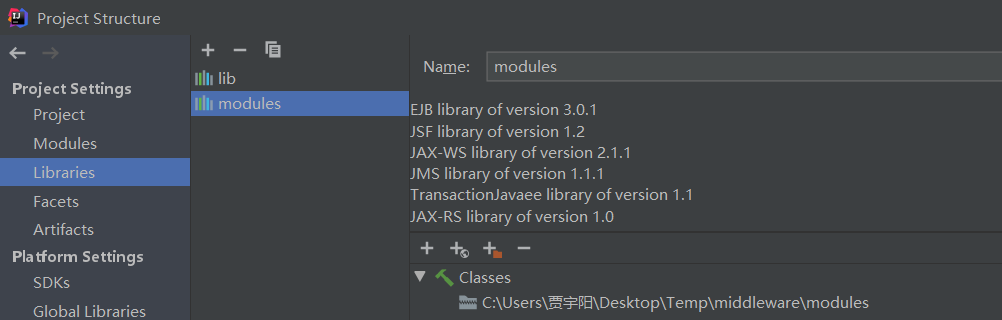 Project Structure
Project Settings
Project
Modules
Libraries
Facets
Artifacts
Platform Settings
SDKs
Global Libraries
lib
modules
Name: modules
EJB library of version 3.0.1
JSF library of version 1.2
JAX-WS library of version 2.1.1
JMS library of version 1.1.1
TransactionJavaee library of version 1.1
JAX-RS library of version 1.0
Classes
C:\Users\贾宇阳\Desktop\Temp\middleware\modules